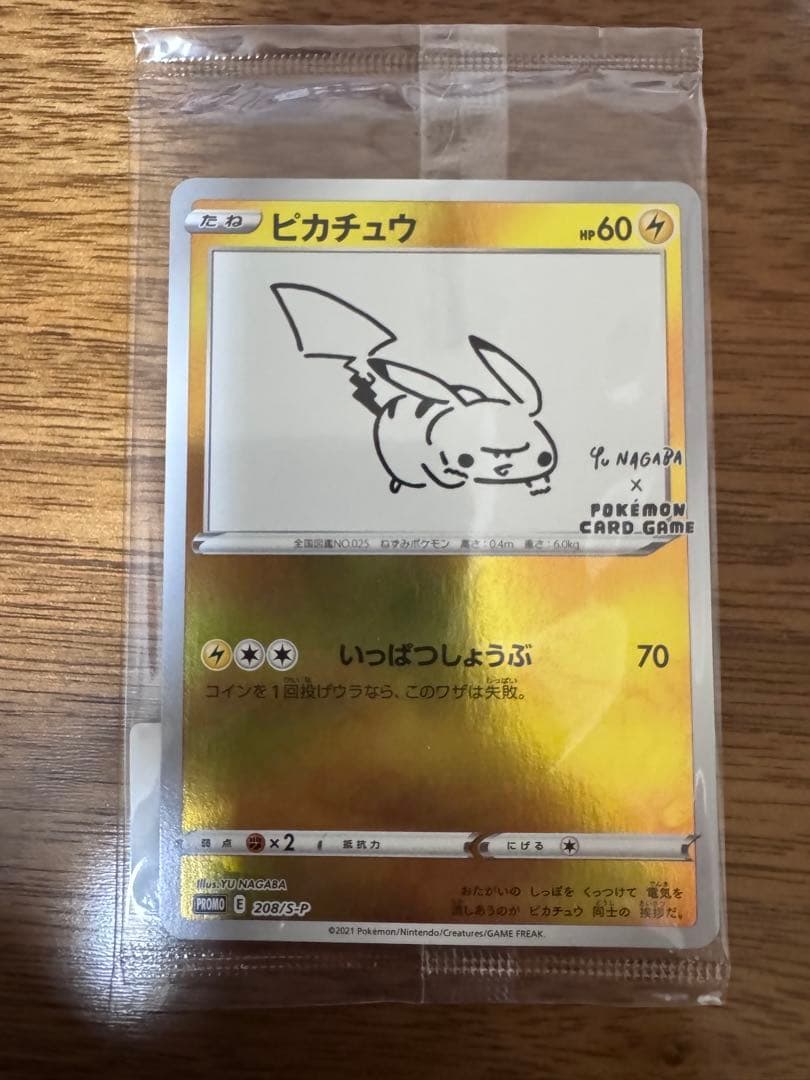 たね ピカチュウ HP60
Yu NAGABA
×
POKÉMON
CARD GAME
全国図鑑NO.025 ねずみポケモン 高さ:0.4m 重さ:6.0kg
いっぱつしょうぶ 70
コインを1回投げウラなら、このワザは失敗。
弱点 ×2 抵抗力 にげる
Illus.YU NAGABA
PROMO E 208/S-P
おたがいの しっぽを くっつけて 電気を
流しあうのが ピカチュウ 同士の 挨拶だ。
©2021 Pokémon/Nintendo/Creatures/GAME FREAK.